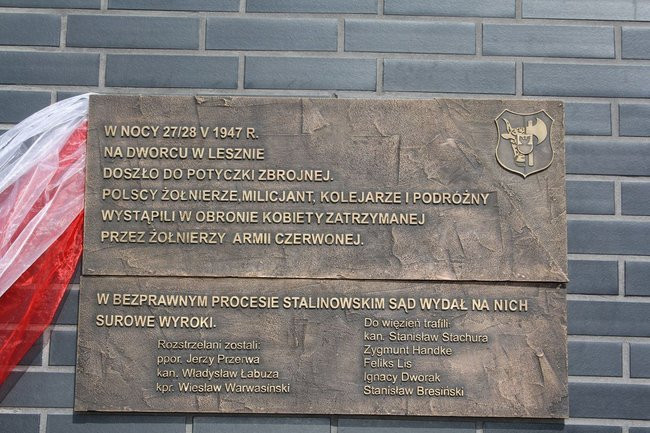 W NOCY 27/28 V 1947 R.
NA DWORCU W LESZNIE
DOSZŁO DO POTYCZKI ZBROJNEJ.
POLSCY ŻOŁNIERZE, MILICJANT, KOLEJARZE I PODRÓŻNY
WYSTĄPILI W OBRONIE KOBIETY ZATRZYMANEJ
PRZEZ ŻOŁNIERZY ARMII CZERWONEJ.
W BEZPRAWNYM PROCESIE STALINOWSKIM SĄD WYDAŁ NA NICH
SUROWE WYROKI.
Rozstrzelani zostali:
ppor. Jerzy Przerwa
kan. Władysław Łabuza
kpr. Wiesław Warwasiński
Do więzień trafili:
kan. Stanisław Stachura
Zygmunt Handke
Feliks Lis
Ignacy Dworak
Stanisław Bresiński